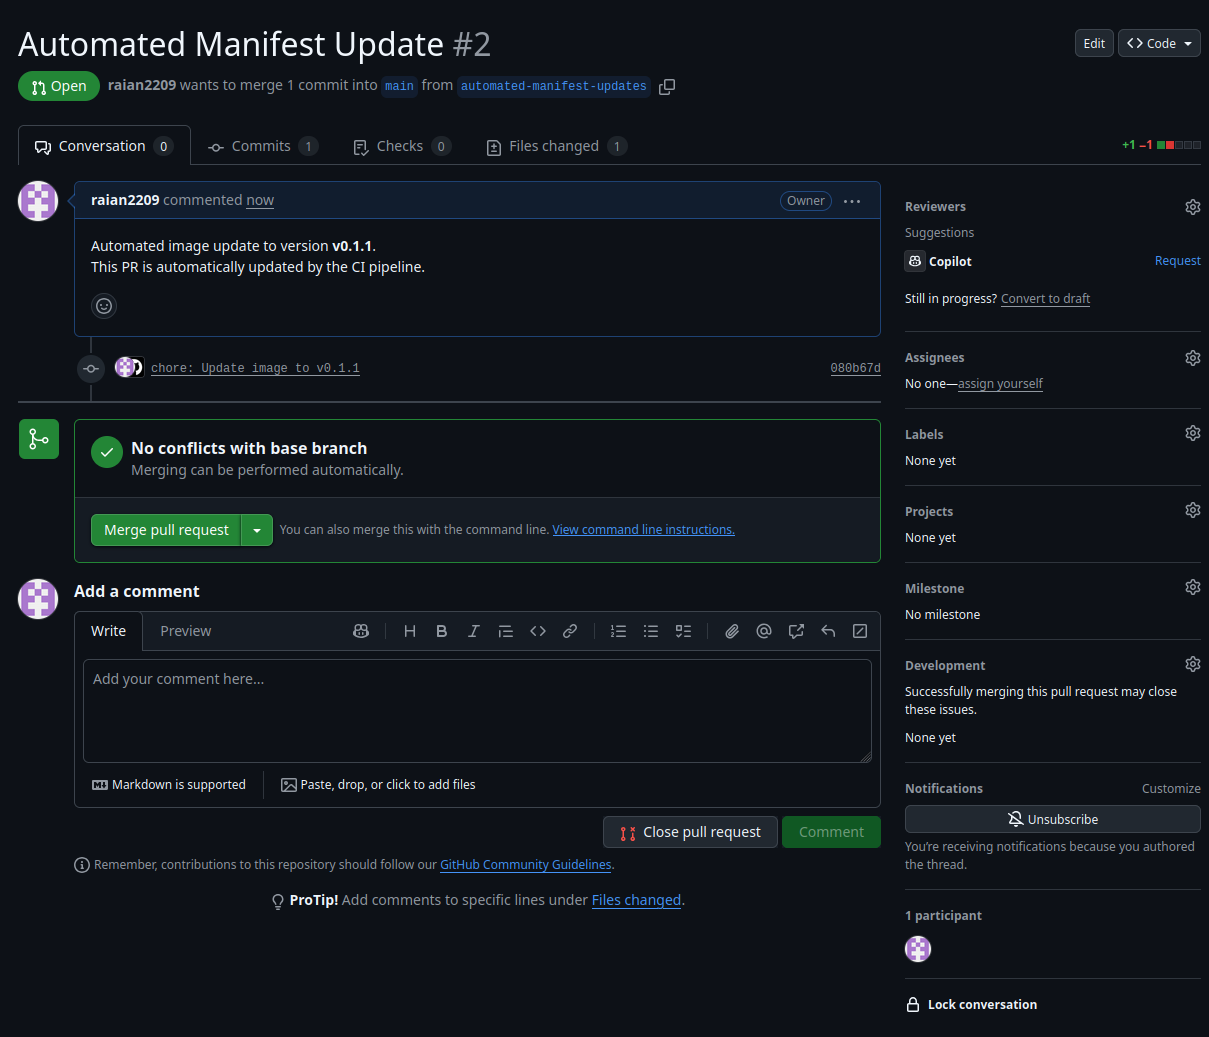 Automated Manifest Update #2
Edit
Code
Open
raian2209 wants to merge 1 commit into main from automated-manifest-updates
Conversation 0
Commits 1
Checks 0
Files changed 1
+1 −1
raian2209 commented now
Owner
Automated image update to version v0.1.1.
This PR is automatically updated by the CI pipeline.
chore: Update image to v0.1.1
080b67d
No conflicts with base branch
Merging can be performed automatically.
Merge pull request
You can also merge this with the command line. View command line instructions.
Add a comment
Write
Preview
Add your comment here...
Markdown is supported
Paste, drop, or click to add files
Close pull request
Comment
Remember, contributions to this repository should follow our GitHub Community Guidelines.
ProTip! Add comments to specific lines under Files changed.
Reviewers
Suggestions
Copilot
Request
Still in progress? Convert to draft
Assignees
No one—assign yourself
Labels
None yet
Projects
None yet
Milestone
No milestone
Development
Successfully merging this pull request may close
these issues.
None yet
Notifications
Customize
Unsubscribe
You're receiving notifications because you authored
the thread.
1 participant
Lock conversation